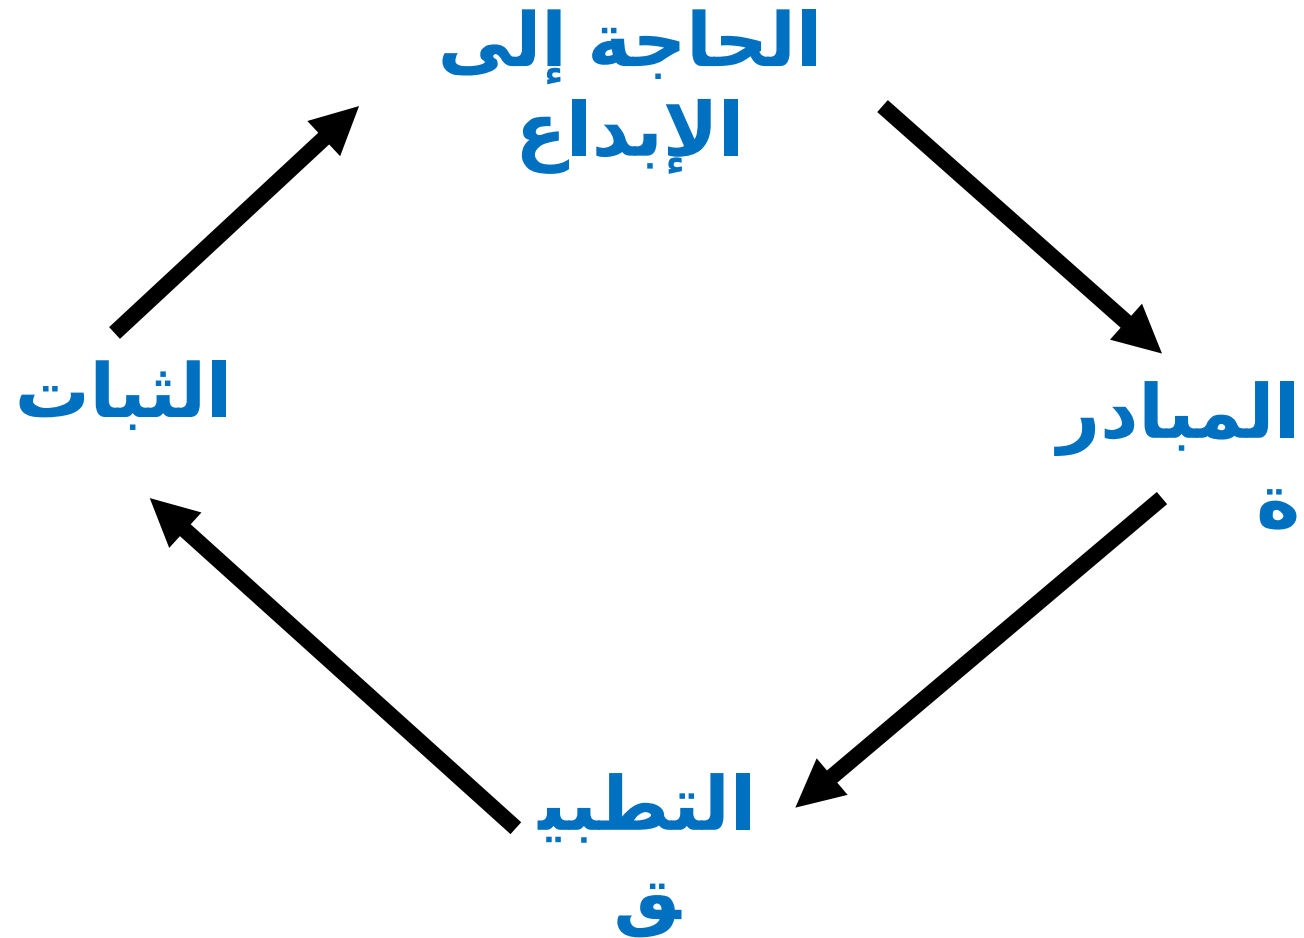 الحاجة إلى
الإبداع
الثبات
المبادر
ة
التطبي
ق